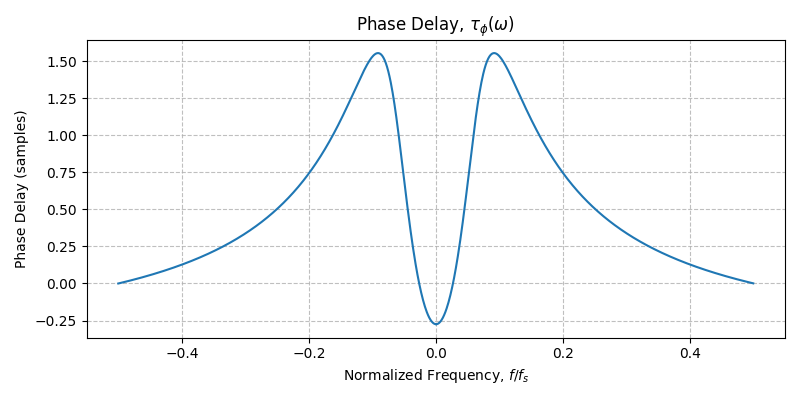 Phase Delay, τ_ϕ(ω)
Phase Delay (samples)
1.50
1.25
1.00
0.75
0.50
0.25
0.00
−0.25
−0.4 −0.2 0.0 0.2 0.4
Normalized Frequency, f/f_s